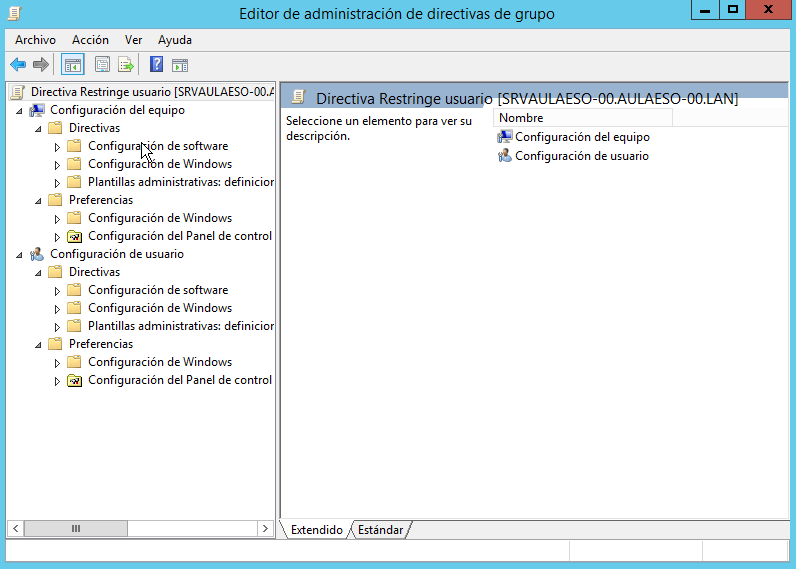 Editor de administración de directivas de grupo
Archivo Acción Ver Ayuda
Directiva Restringe usuario [SRVAULAESO-00.A
Configuración del equipo
Directivas
Configuración de software
Configuración de Windows
Plantillas administrativas: definicion
Preferencias
Configuración de Windows
Configuración del Panel de control
Configuración de usuario
Directivas
Configuración de software
Configuración de Windows
Plantillas administrativas: definicion
Preferencias
Configuración de Windows
Configuración del Panel de control
Directiva Restringe usuario [SRVAULAESO-00.AULAESO-00.LAN]
Seleccione un elemento para ver su
descripción.
Nombre
Configuración del equipo
Configuración de usuario
Extendido Estándar